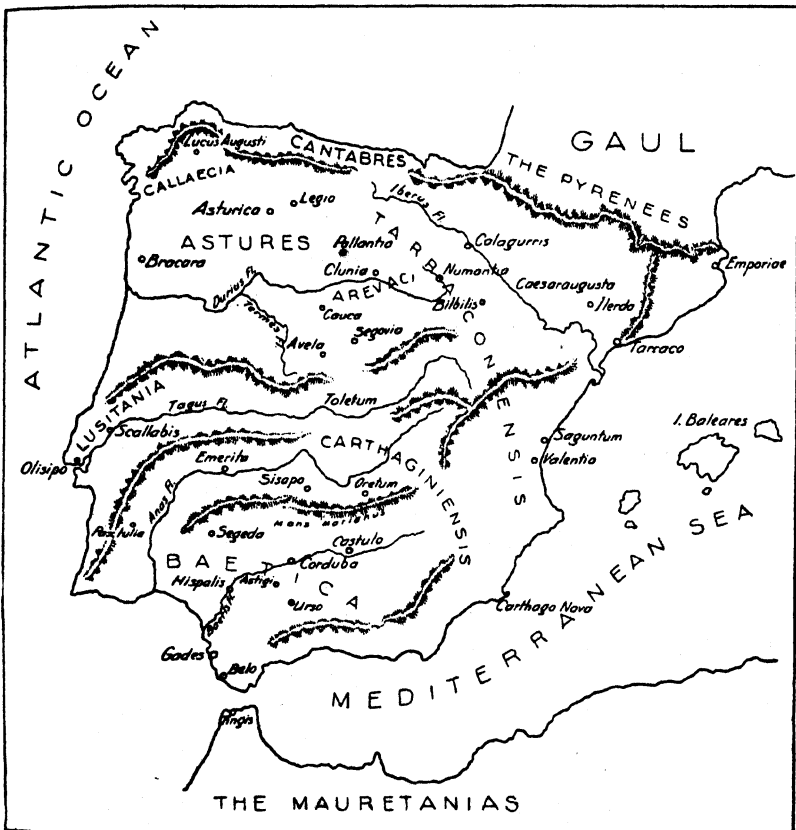 ATLANTIC OCEAN
GAUL
Lucus Augusti
CANTABRES
THE PYRENEES
CALLAECIA
Iberus Fl.
Asturica
Legio
TARRACONENSIS
ASTURES
Pallantia
Calagurris
Bracara
Clunia
Numantia
Emporiae
AREVACI
Caesaraugusta
Durius Fl.
Bilbilis
Jlerda
Cauca
Segovia
Avela
Tarraco
LUSITANIA
Tagus Fl.
Toletum
I. Baleares
Scallabis
CARTHAGINIENSIS
Saguntum
Olisipo
Emerita
Valentia
Anas Fl.
Sisapo
Oretum
Mons Marianus
Segeda
Castulo
BAETICA
Corduba
Hispalis
Astigi
Urso
Carthago Nova
Gades
Belo
MEDITERRANEAN SEA
Tingis
THE MAURETANIAS